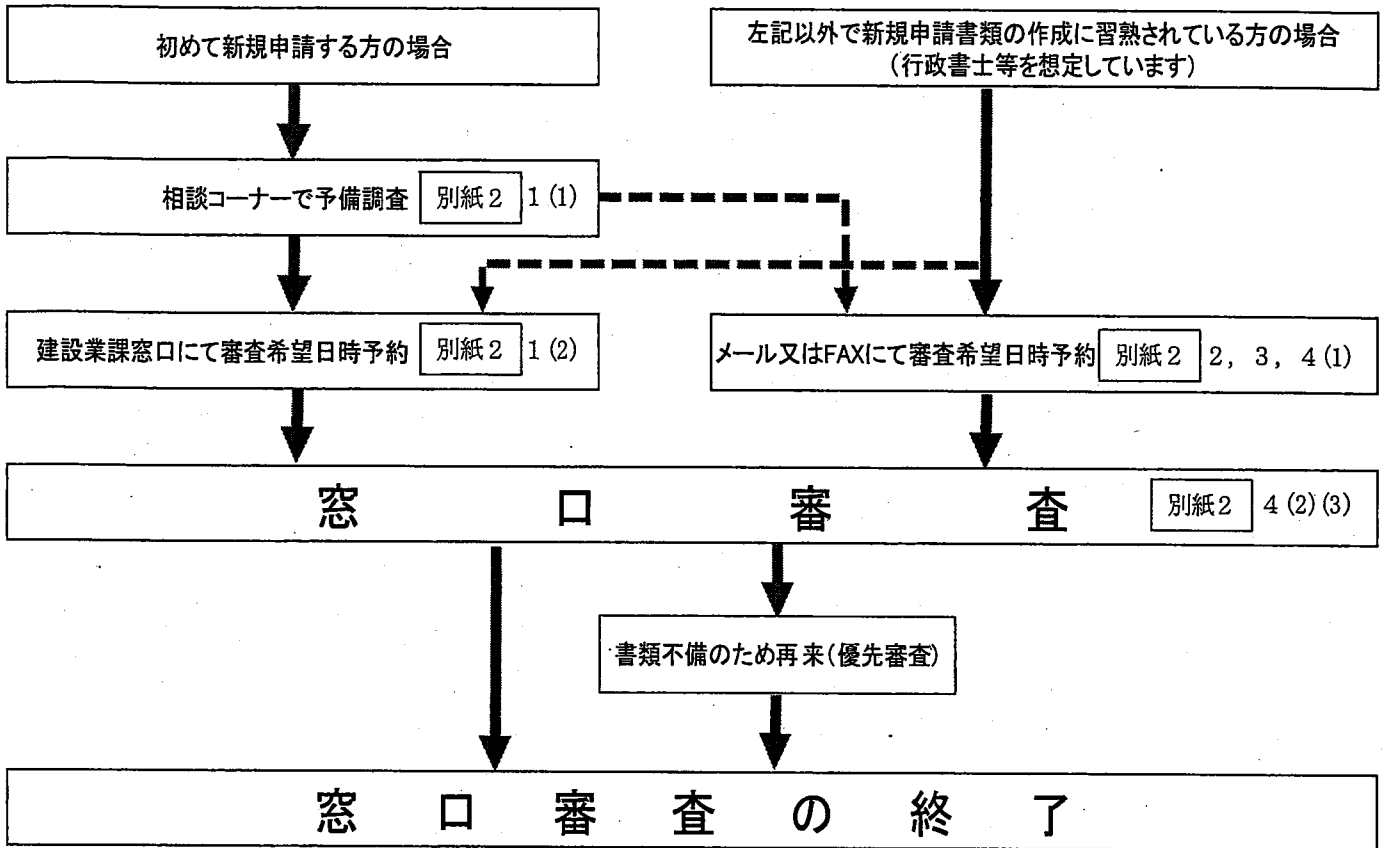 初めて新規申請する方の場合
左記以外で新規申請書類の作成に習熟されている方の場合
（行政書士等を想定しています）
相談コーナーで予備調査 別紙２ 1 (1)
建設業課窓口にて審査希望日時予約 別紙２ 1 (2)
メール又はFAXにて審査希望日時予約 別紙２ 2, 3, 4 (1)
窓口審査 別紙２ 4 (2) (3)
書類不備のため再来（優先審査）
窓口審査の終了